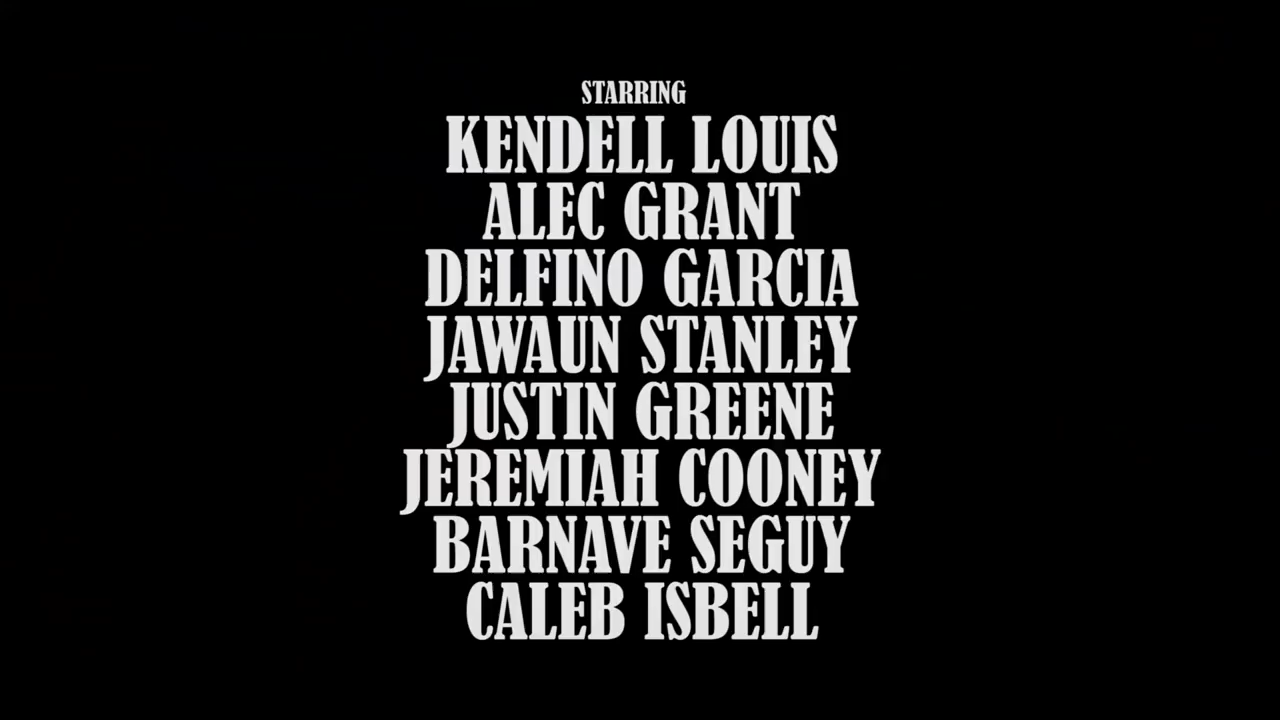 STARRING
KENDELL LOUIS
ALEC GRANT
DELFINO GARCIA
JAWAUN STANLEY
JUSTIN GREENE
JEREMIAH COONEY
BARNAVE SEGUY
CALEB ISBELL